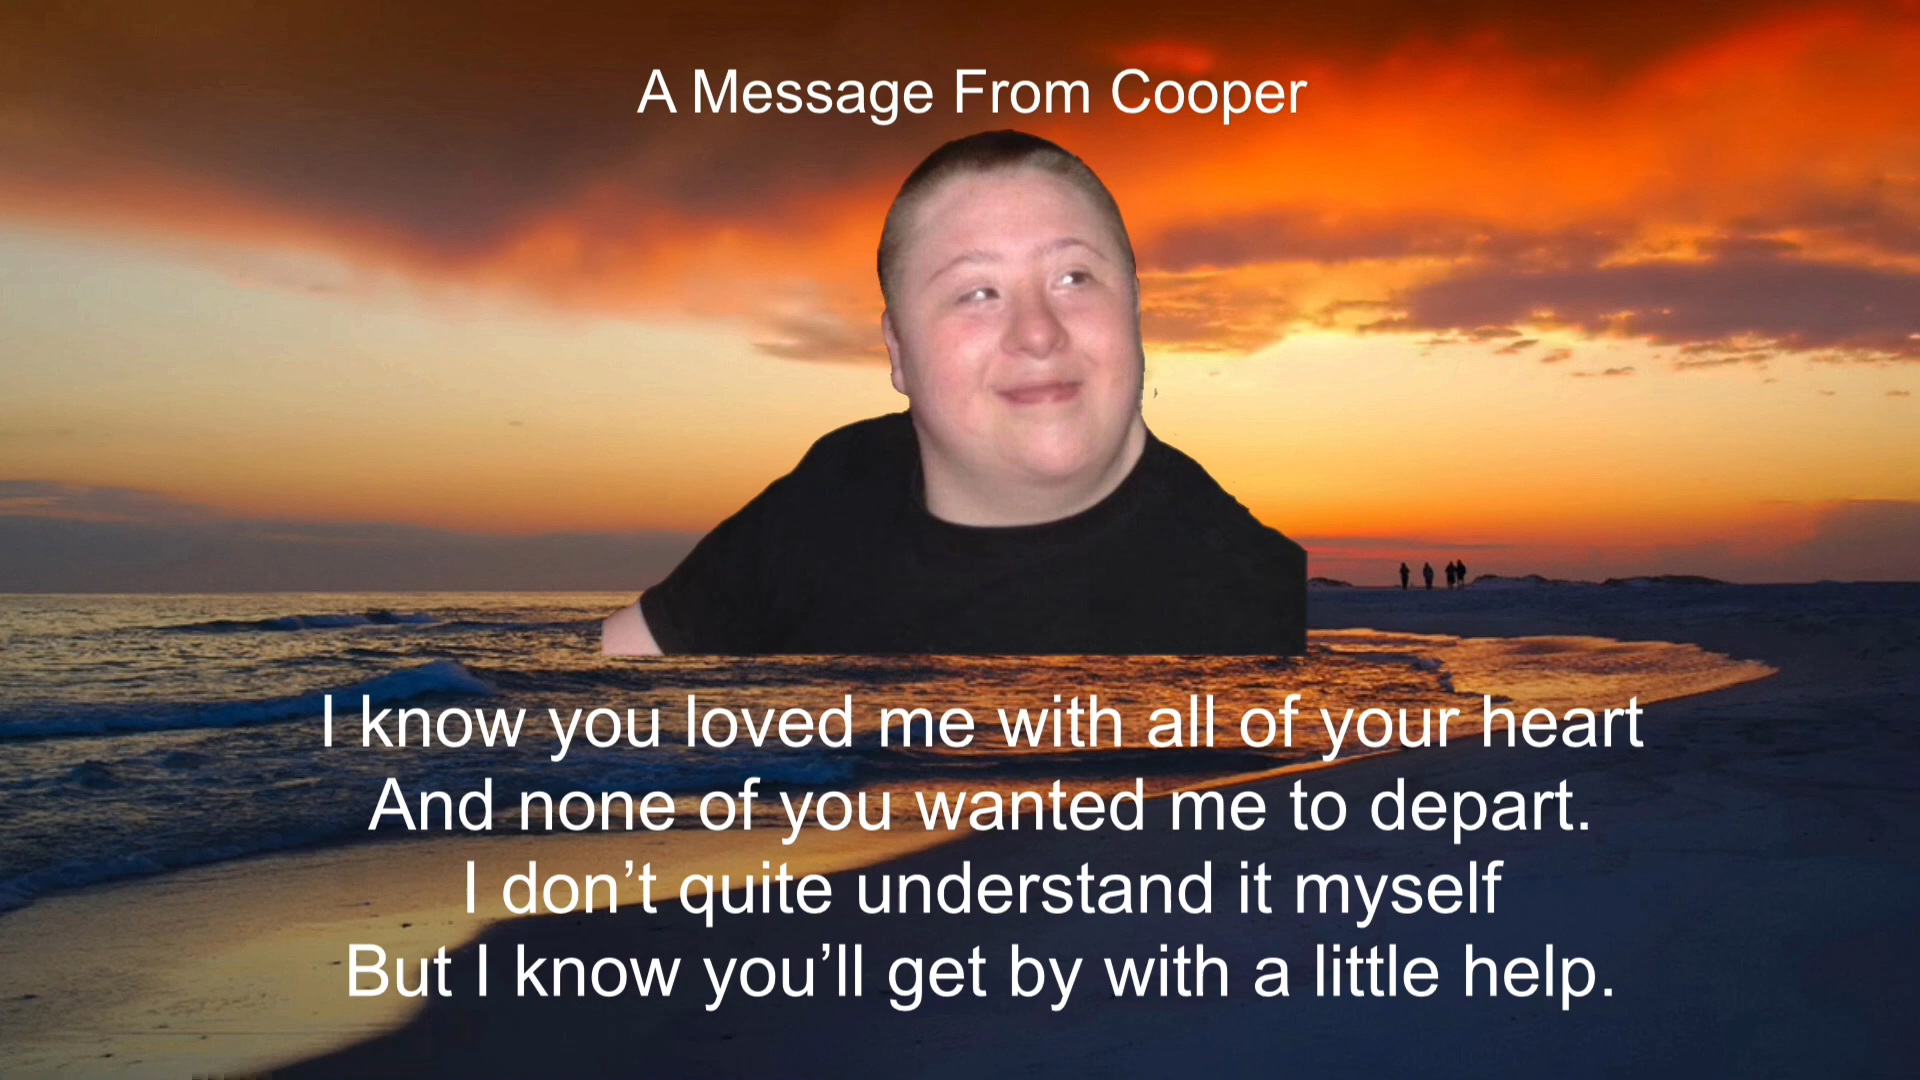 A Message From Cooper
I know you loved me with all of your heart
And none of you wanted me to depart.
I don’t quite understand it myself
But I know you’ll get by with a little help.